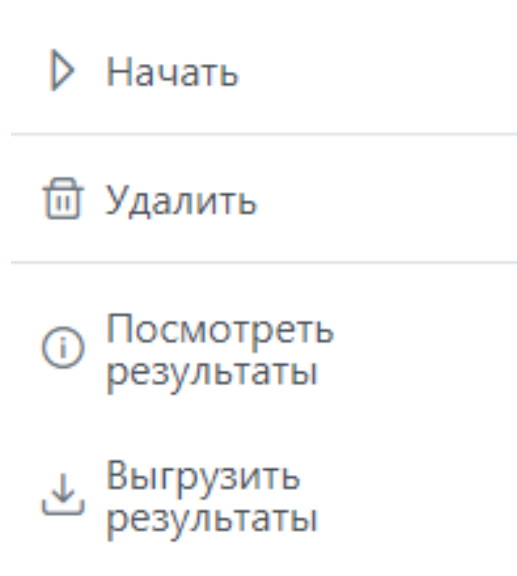 Начать
Удалить
Посмотреть
результаты
Выгрузить
результаты